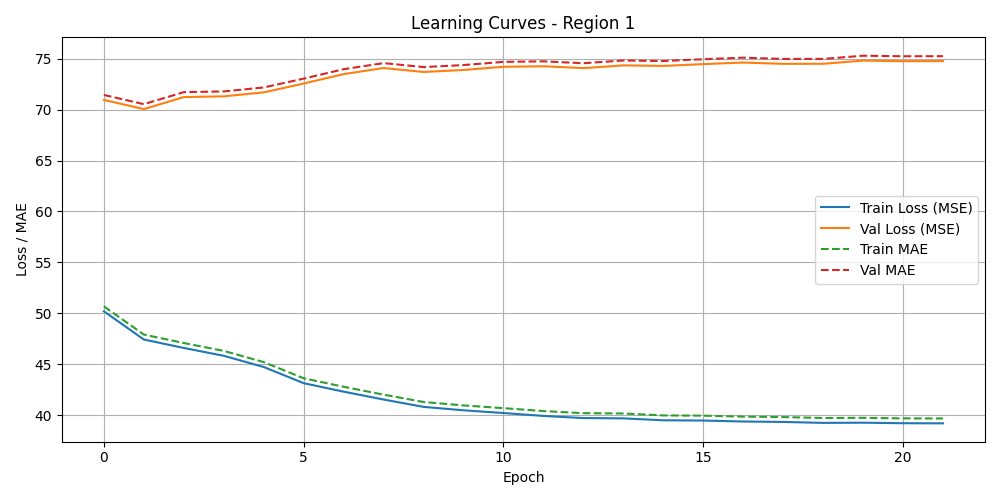 Learning Curves - Region 1
Loss / MAE
75
70
65
60
55
50
45
40
0
5
10
15
20
Epoch
Train Loss (MSE)
Val Loss (MSE)
Train MAE
Val MAE